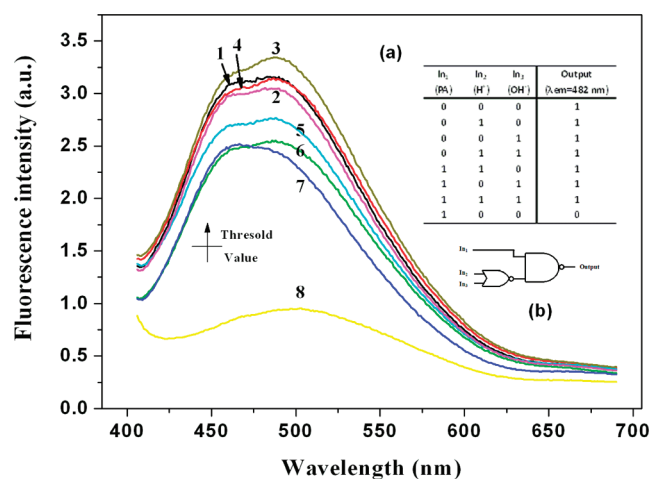 Fluorescence intensity (a.u.)
3.5
3.0
2.5
2.0
1.5
1.0
0.5
0.0
400 450 500 550 600 650 700
Wavelength (nm)
1 4 3
2
5
6
7
8
Thresold
Value
(a)
In1 In2 In3 Output
(PA) (H+) (OH-) (λem=482 nm)
0 0 0 1
0 1 0 1
0 0 1 1
0 1 1 1
1 1 0 1
1 0 1 1
1 1 1 1
1 0 0 0
In1
In2
In3
Output
(b)